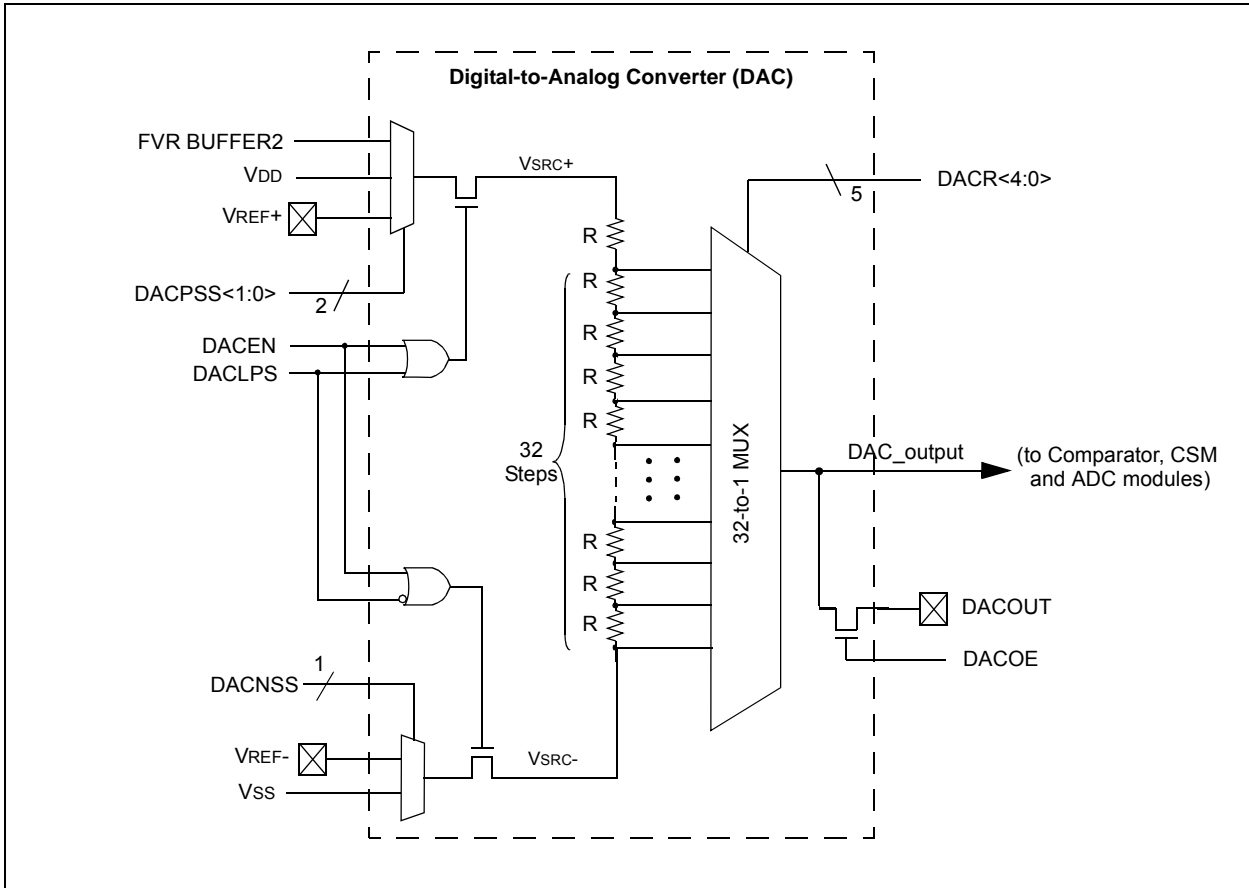 Digital-to-Analog Converter (DAC)
FVR BUFFER2
VDD
VREF+
DACPSS<1:0>
2
DACEN
DACLPS
VSRC+
R
R
R
R
R
32
Steps
R
R
R
32-to-1 MUX
5
DACR<4:0>
DAC_output
(to Comparator, CSM
and ADC modules)
DACOUT
DACOE
DACNSS
1
VREF-
VSS
VSRC-